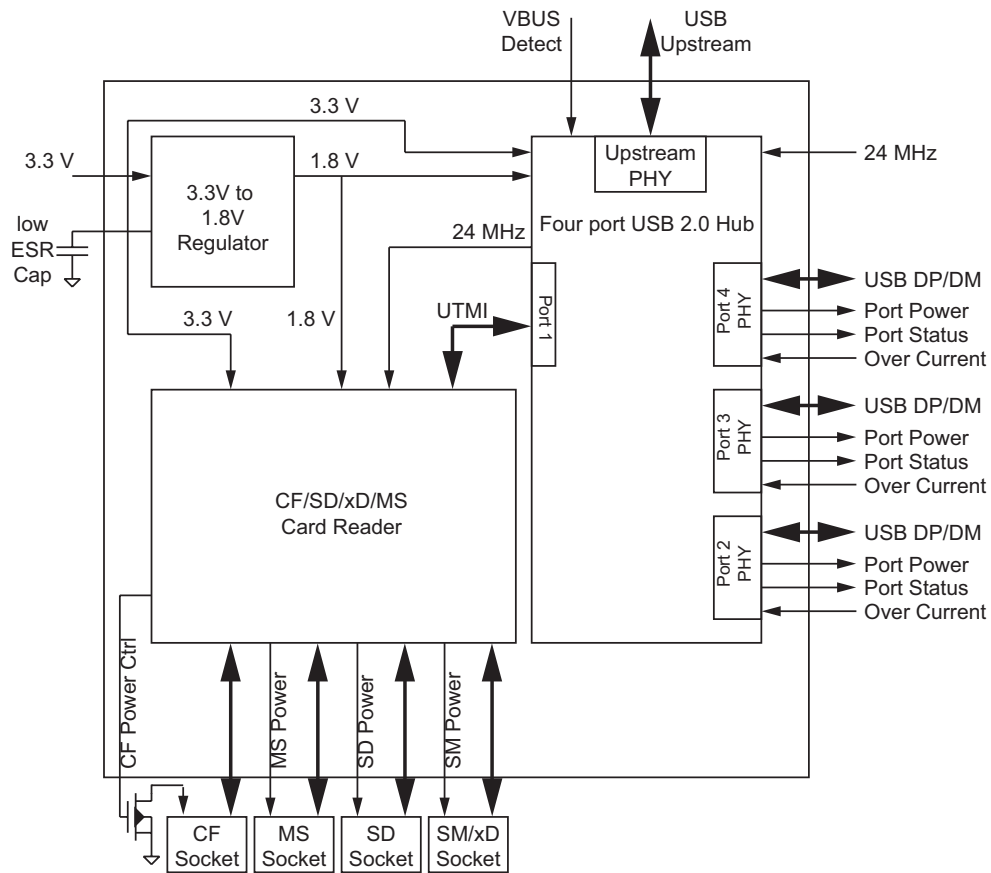 VBUS
Detect
USB
Upstream
3.3 V
3.3 V
1.8 V
Upstream
PHY
24 MHz
3.3V to
1.8V
Regulator
low
ESR
Cap
Four port USB 2.0 Hub
24 MHz
Port 1
UTMI
3.3 V
1.8 V
Port 4
PHY
USB DP/DM
Port Power
Port Status
Over Current
Port 3
PHY
USB DP/DM
Port Power
Port Status
Over Current
CF/SD/xD/MS
Card Reader
Port 2
PHY
USB DP/DM
Port Power
Port Status
Over Current
CF Power Ctrl
MS Power
SD Power
SM Power
CF
Socket
MS
Socket
SD
Socket
SM/xD
Socket